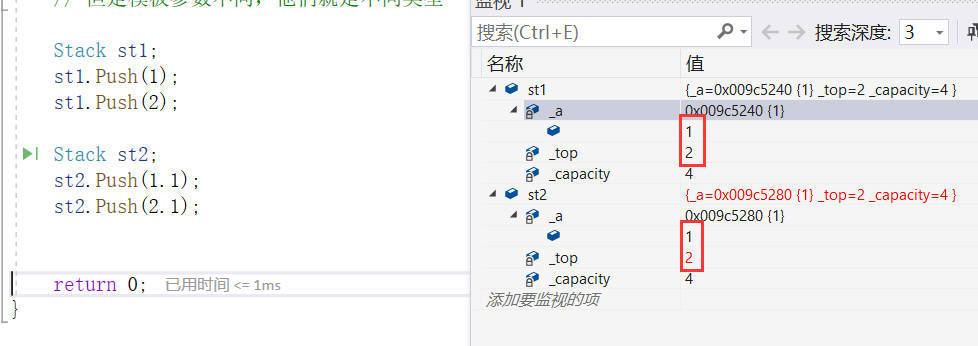 // 但是模板参数不同，他们就是不同类型
Stack st1;
st1.Push(1);
st1.Push(2);
Stack st2;
st2.Push(1.1);
st2.Push(2.1);
return 0; 已用时间 <= 1ms
}
监视 1
搜索(Ctrl+E) 搜索深度: 3
名称 值
st1 {_a=0x009c5240 {1} _top=2 _capacity=4 }
_a 0x009c5240 {1}
1
_top 2
_capacity 4
st2 {_a=0x009c5280 {1} _top=2 _capacity=4 }
_a 0x009c5280 {1}
1
_top 2
_capacity 4
添加要监视的项